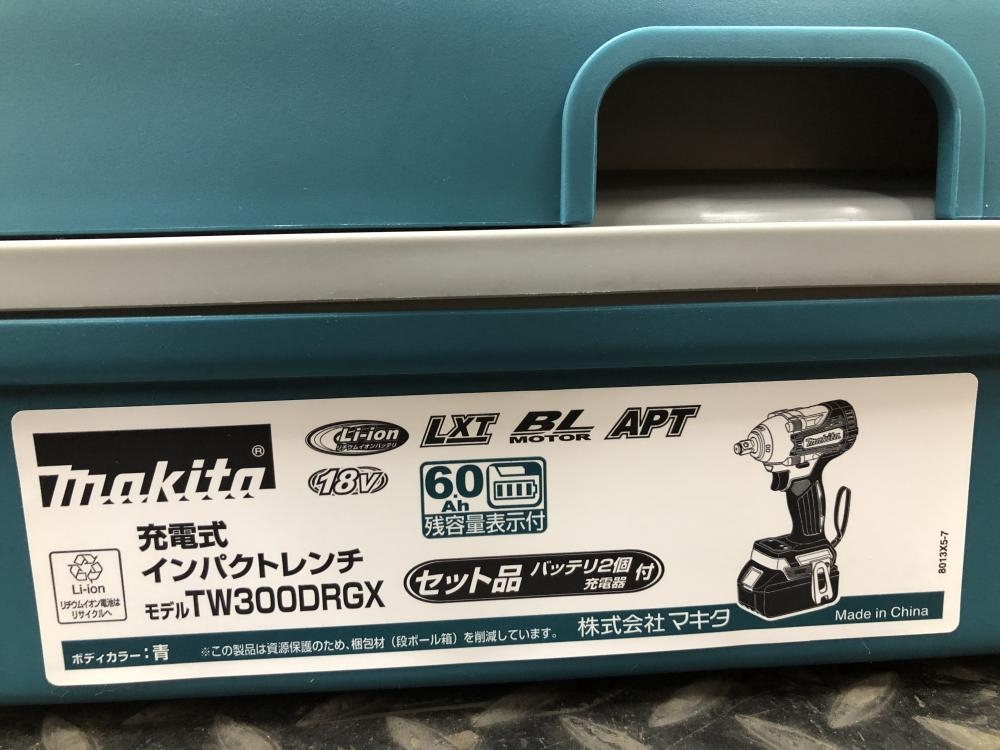 makita®
Li-ion
リチウムイオンバッテリ
LXT
BL
MOTOR
APT
18V
6.0
Ah
残容量表示付
充電式
インパクトレンチ
モデルTW300DRGX
セット品 バッテリ2個
充電器 付
Li-ion
リチウムイオン電池は
リサイクルへ
makita
8013X5-7
ボディカラー:青 ※この製品は資源保護のため、梱包材(段ボール箱)を削減しています。 株式会社マキタ Made in China